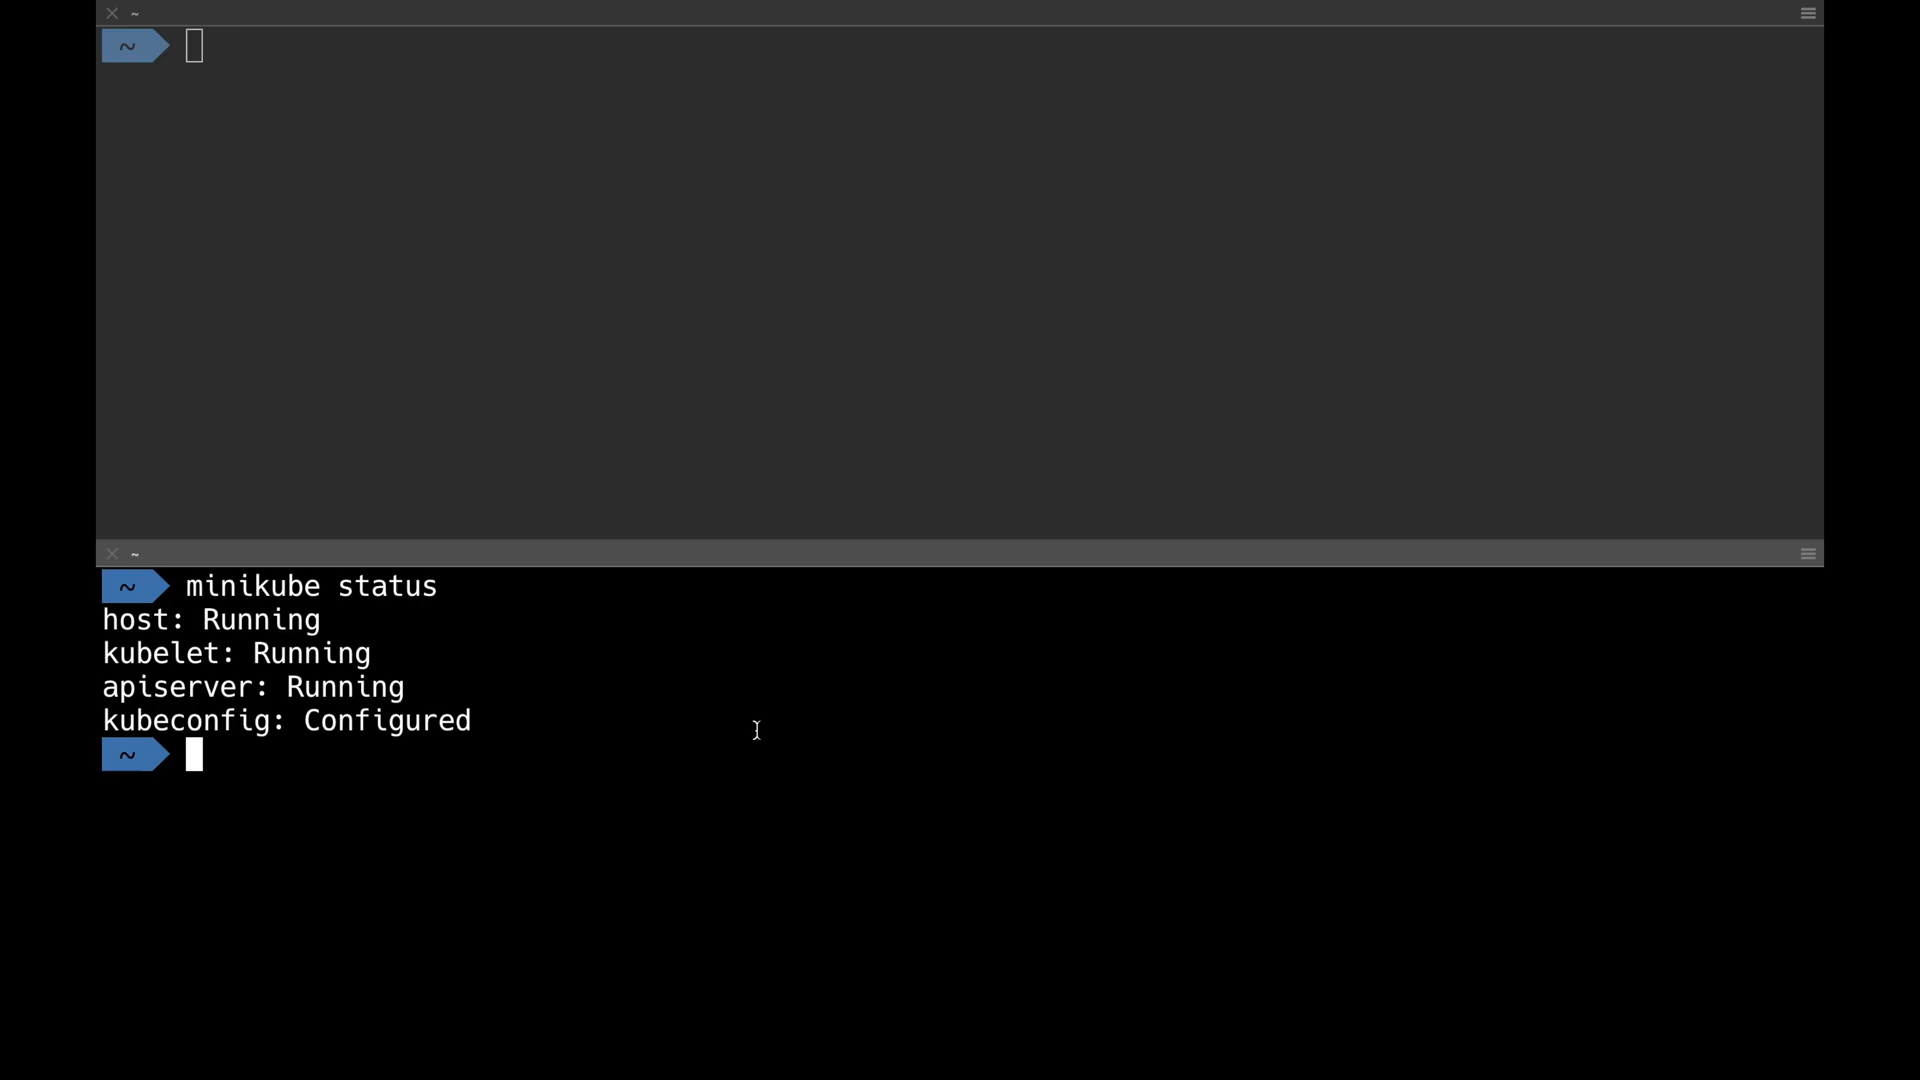 ~
~
~
~ minikube status
host: Running
kubelet: Running
apiserver: Running
kubeconfig: Configured
~